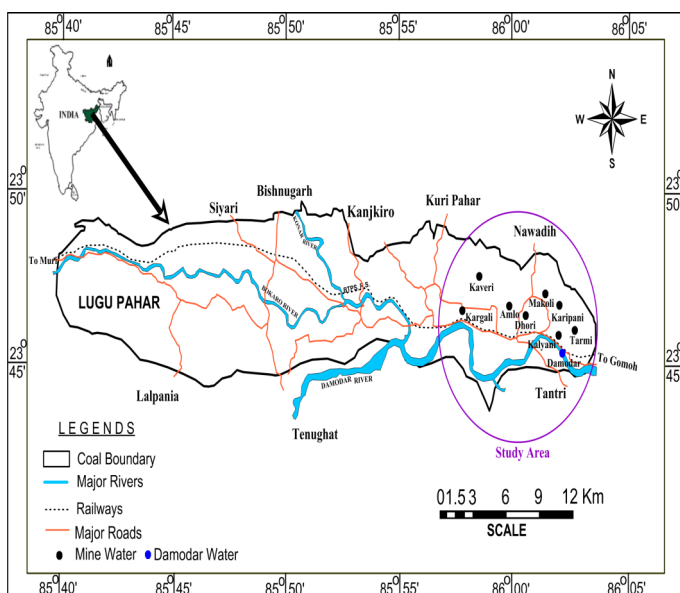 85° 40' 85° 45' 85° 50' 85° 55' 86° 00' 86° 05'
INDIA
N
W E
S
23° 50' 23° 50'
Bishnugarh
Siyari
Kanjkiro
Kuri Pahar
Nawadih
KONAR RIVER
To Muri
LUGU PAHAR
BOKARO RIVER
Kaveri
Makoli
Kargali
Amlo
Dhori
Karipani
Tarmi
Kalyani
Damodar
To Gomoh
23° 45' 23° 45'
Lalpania
DAMODAR RIVER
Tantri
Tenughat
Study Area
LEGENDS
Coal Boundary
Major Rivers
Railways
Major Roads
Mine Water Damodar Water
01.5 3 6 9 12 Km
SCALE
85° 40' 85° 45' 85° 50' 85° 55' 86° 00' 86° 05'